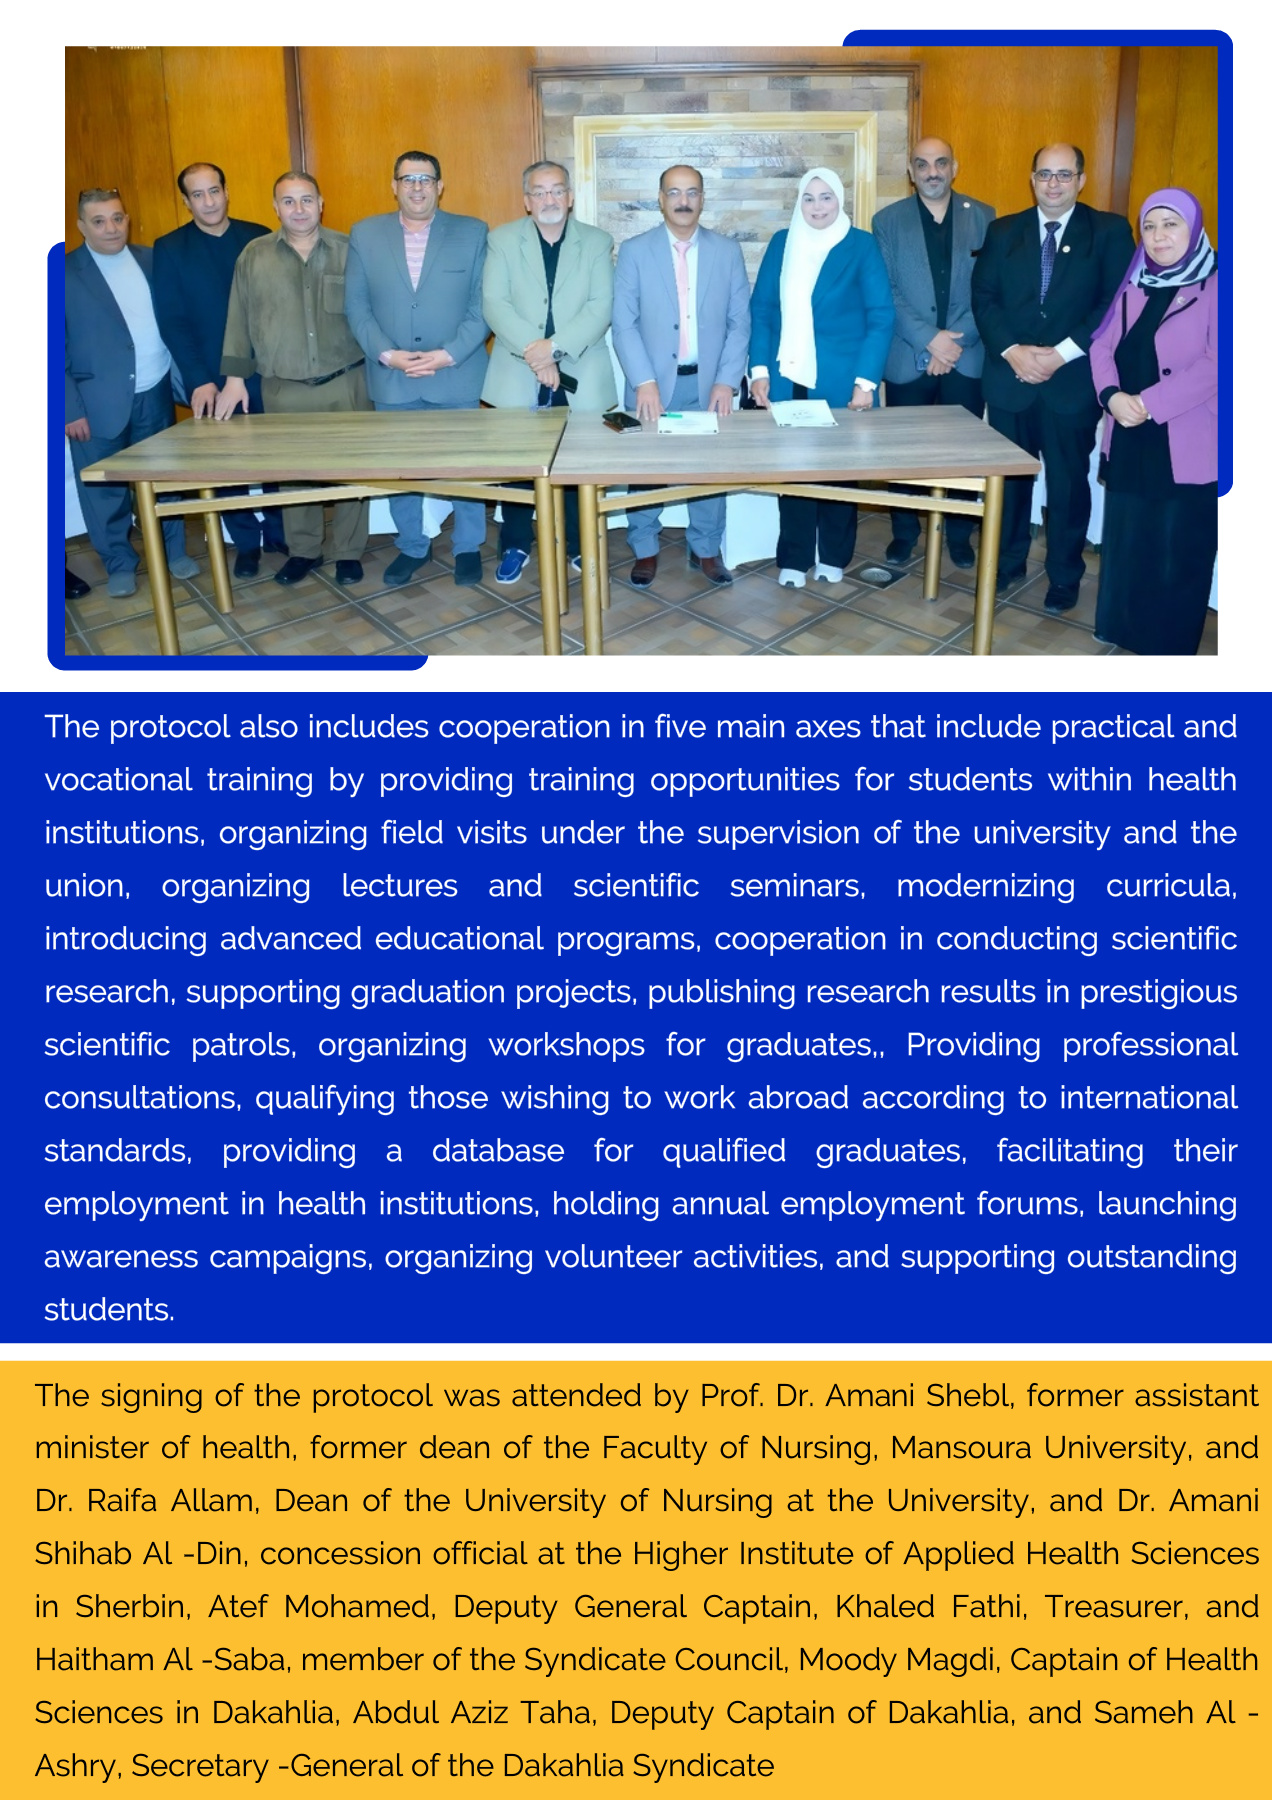 The protocol also includes cooperation in five main axes that include practical and
vocational training by providing training opportunities for students within health
institutions, organizing field visits under the supervision of the university and the
union, organizing lectures and scientific seminars, modernizing curricula,
introducing advanced educational programs, cooperation in conducting scientific
research, supporting graduation projects, publishing research results in prestigious
scientific patrols, organizing workshops for graduates,, Providing professional
consultations, qualifying those wishing to work abroad according to international
standards, providing a database for qualified graduates, facilitating their
employment in health institutions, holding annual employment forums, launching
awareness campaigns, organizing volunteer activities, and supporting outstanding
students.
The signing of the protocol was attended by Prof. Dr. Amani Shebl, former assistant
minister of health, former dean of the Faculty of Nursing, Mansoura University, and
Dr. Raifa Allam, Dean of the University of Nursing at the University, and Dr. Amani
Shihab Al -Din, concession official at the Higher Institute of Applied Health Sciences
in Sherbin, Atef Mohamed, Deputy General Captain, Khaled Fathi, Treasurer, and
Haitham Al -Saba, member of the Syndicate Council, Moody Magdi, Captain of Health
Sciences in Dakahlia, Abdul Aziz Taha, Deputy Captain of Dakahlia, and Sameh Al -
Ashry, Secretary -General of the Dakahlia Syndicate